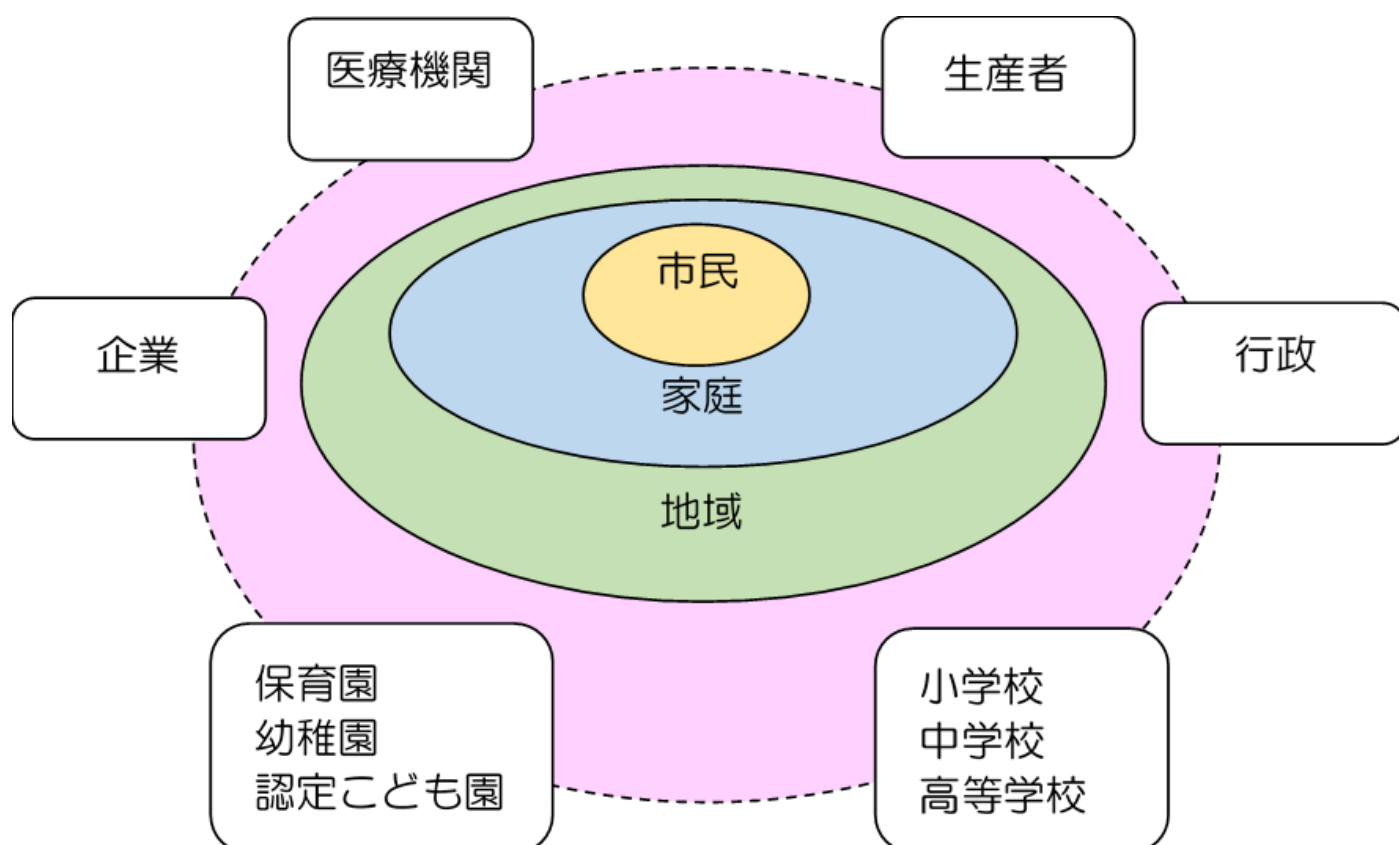 医療機関
生産者
市民
企業
行政
家庭
地域
保育園
幼稚園
認定こども園
小学校
中学校
高等学校